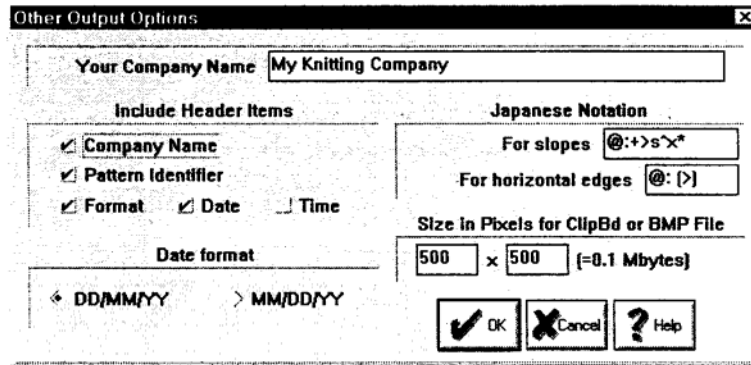 Other Output Options
Your Company Name My Knitting Company
Include Header Items
Company Name
Pattern Identifier
Format Date Time
Date format
DD/MM/YY MM/DD/YY
Japanese Notation
For slopes @:+>s^x*
For horizontal edges @: (>)
Size in Pixels for ClipBd or BMP File
500 x 500 (=0.1 Mbytes)
OK Cancel Help